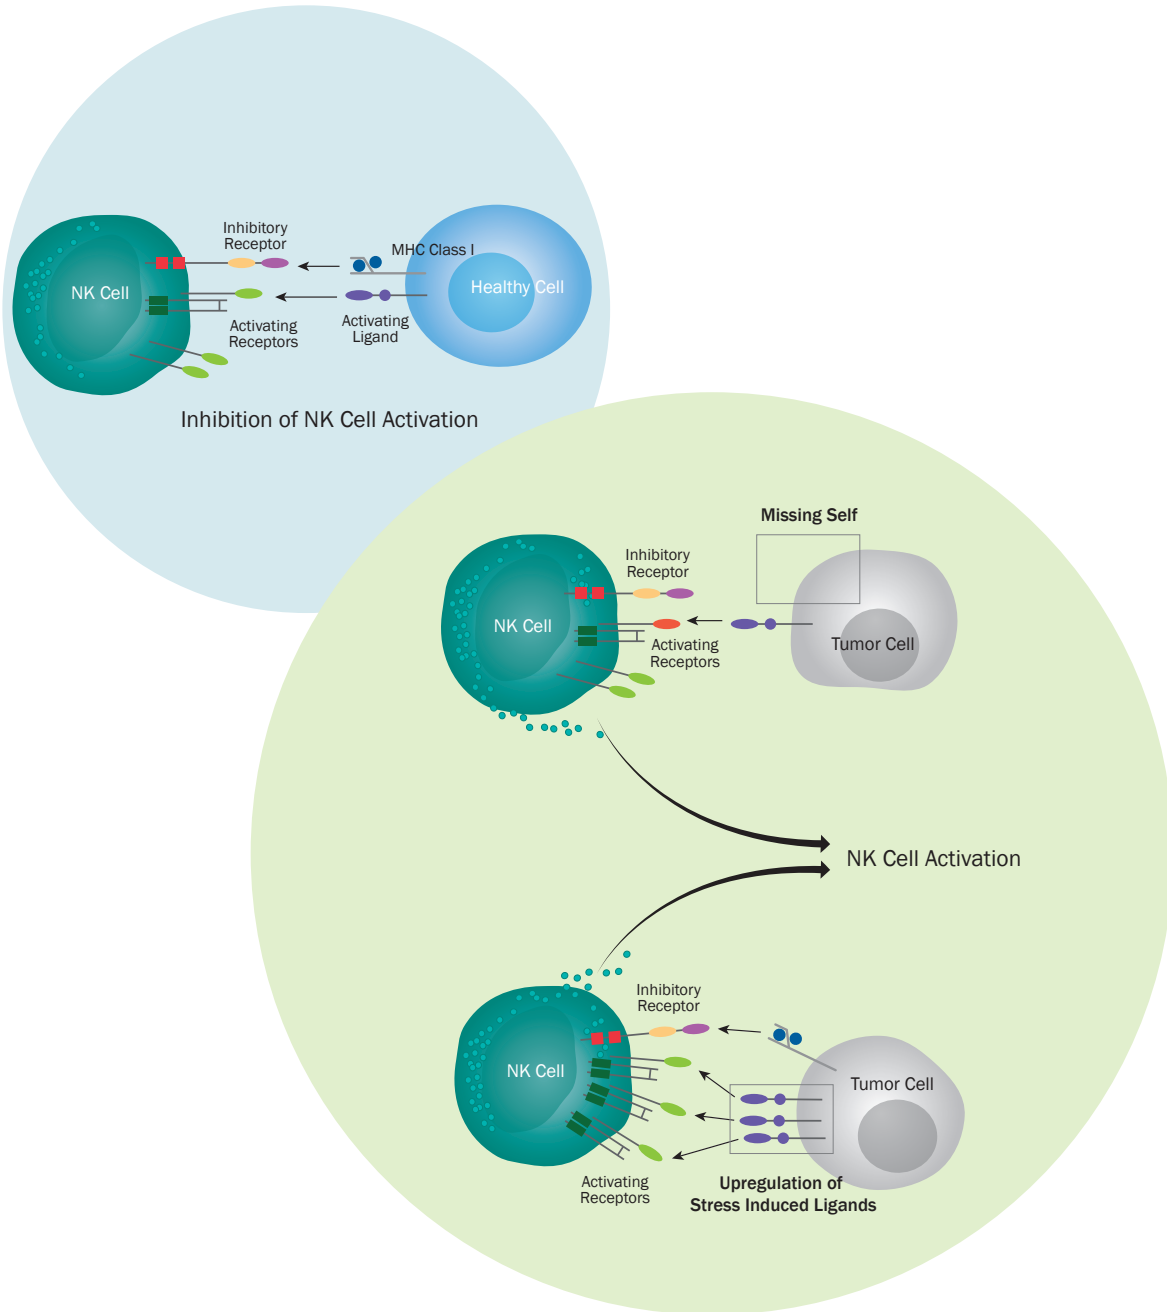 Inhibitory
Receptor
MHC Class I
NK Cell
Healthy Cell
Activating
Receptors
Activating
Ligand
Inhibition of NK Cell Activation
Missing Self
Inhibitory
Receptor
NK Cell
Activating
Receptors
Tumor Cell
NK Cell Activation
Inhibitory
Receptor
NK Cell
Tumor Cell
Activating
Receptors
Upregulation of
Stress Induced Ligands